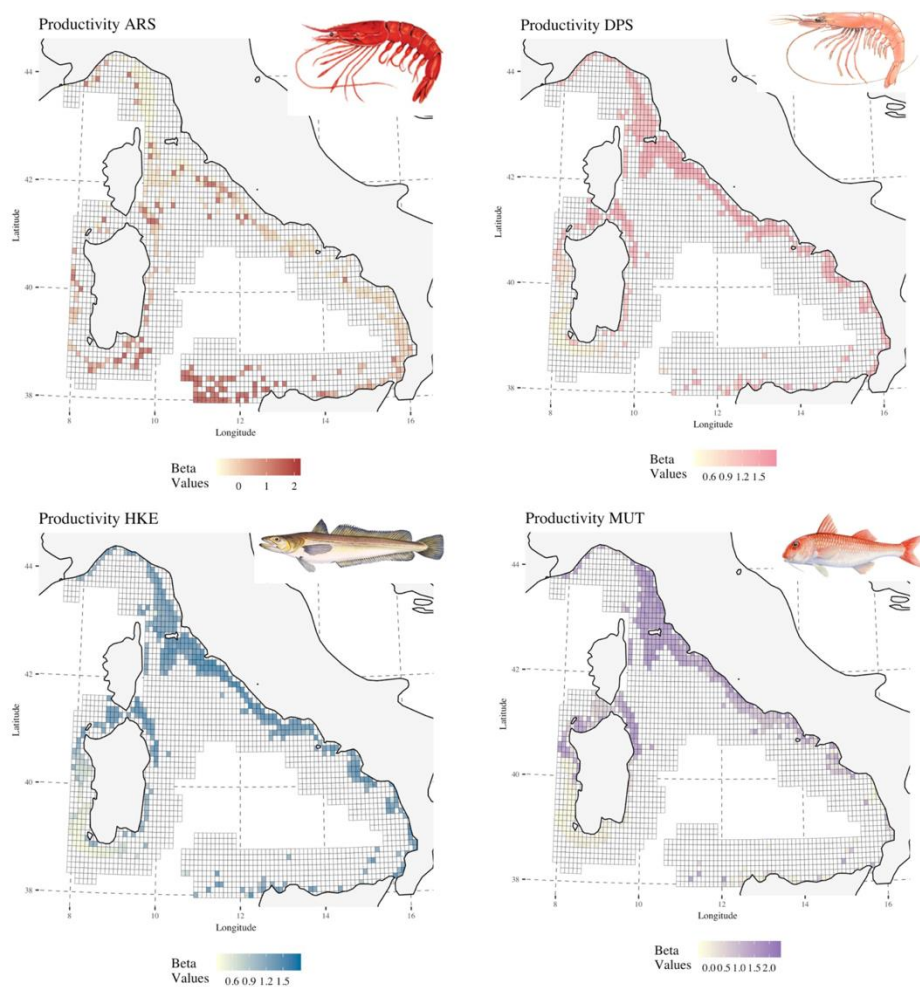 Productivity ARS
44
42
40
38
Latitude
8 10 12 14 16
Longitude
Beta
Values
0 1 2
Productivity DPS
44
42
40
38
Latitude
8 10 12 14 16
Longitude
Beta
Values
0.6 0.9 1.2 1.5
Productivity HKE
44
42
40
38
Latitude
8 10 12 14 16
Longitude
Beta
Values
0.6 0.9 1.2 1.5
Productivity MUT
44
42
40
38
Latitude
8 10 12 14 16
Longitude
Beta
Values
0.0 0.5 1.0 1.5 2.0